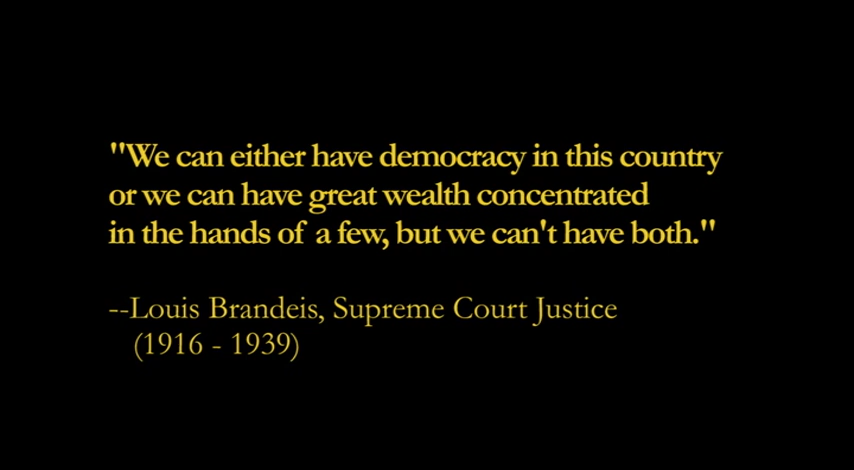 "We can either have democracy in this country
or we can have great wealth concentrated
in the hands of a few, but we can't have both."
--Louis Brandeis, Supreme Court Justice
(1916 - 1939)